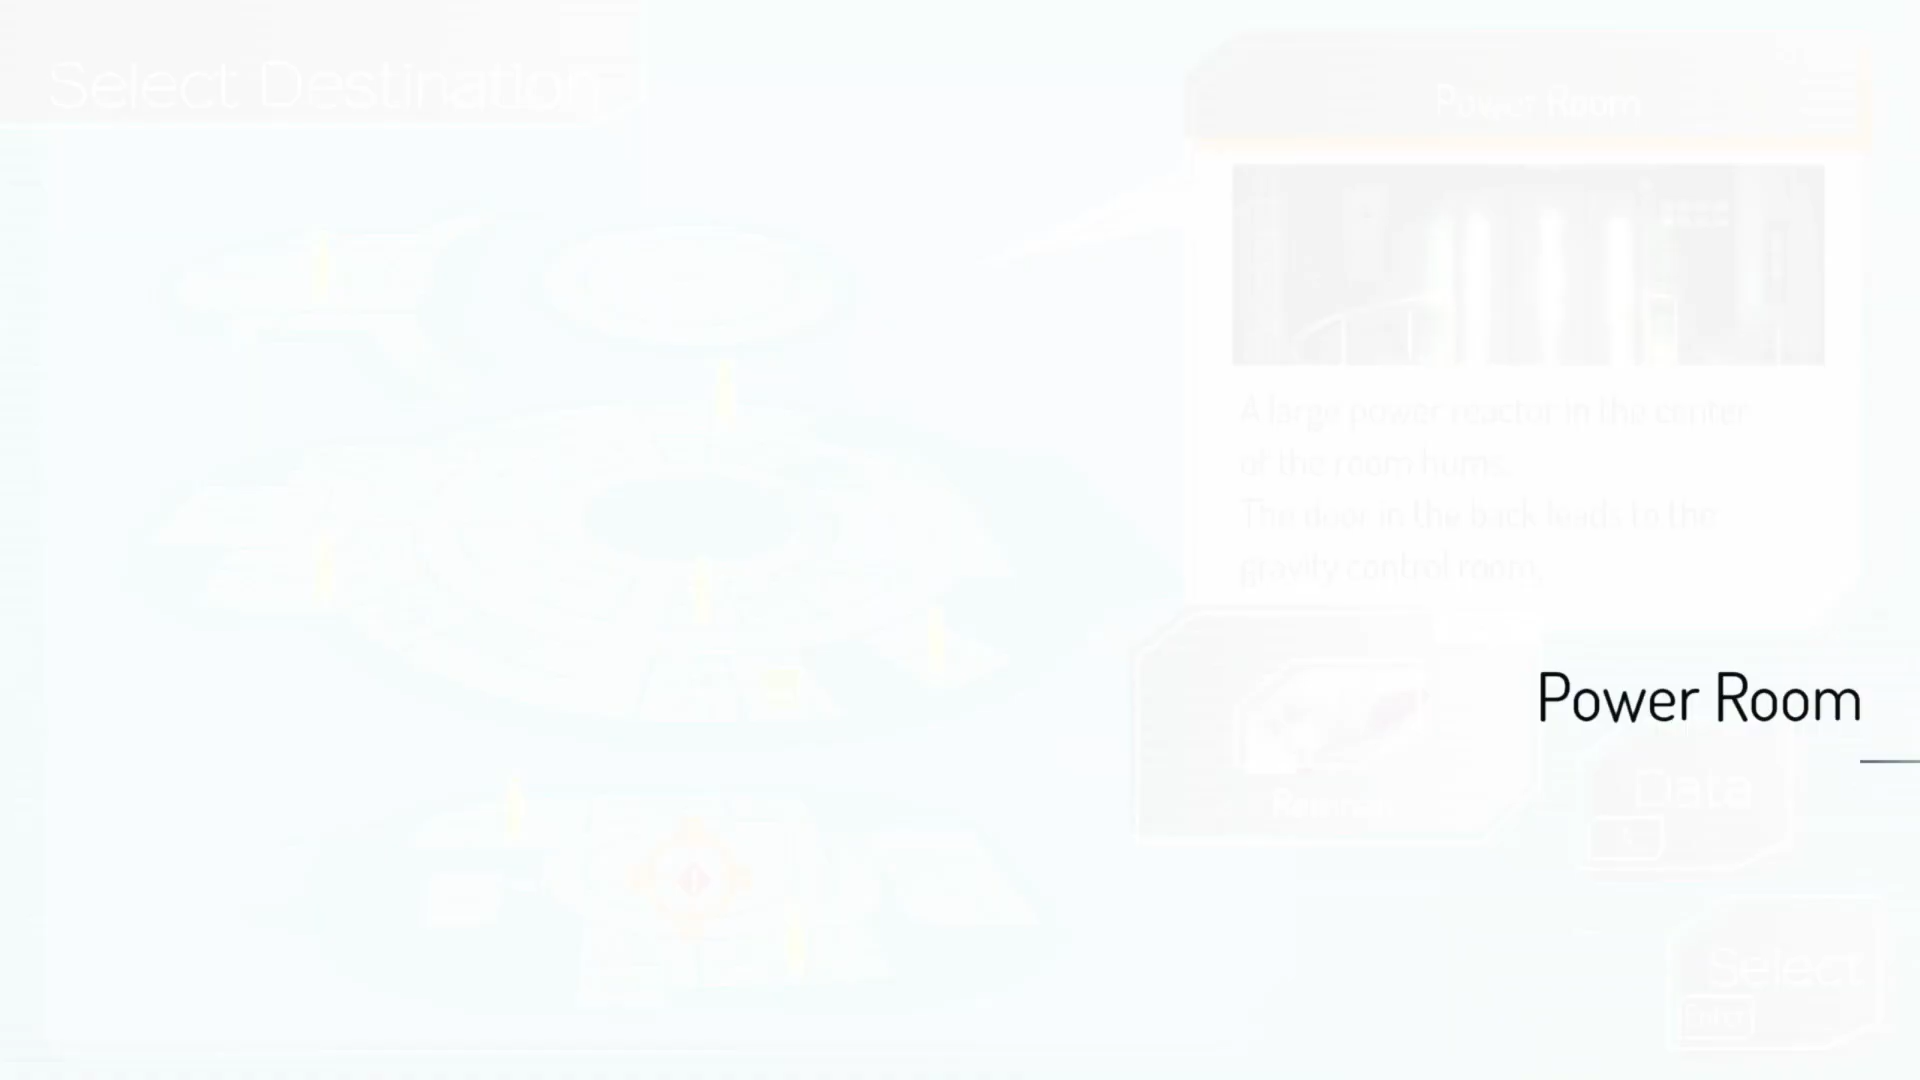 Select Destination
Power Room
A large power reactor in the center
of the room hums.
The door in the back leads to the
gravity control room.
Power Room
Data
Select
Enter